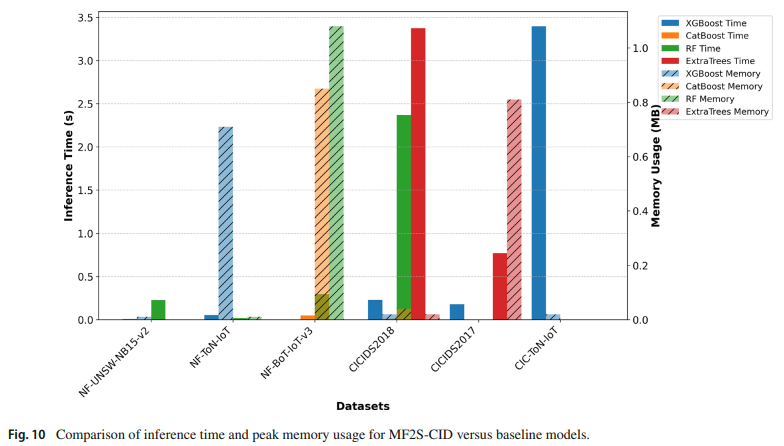 3.5
3.0
2.5
2.0
1.5
1.0
0.5
0.0
Inference Time (s)
1.0
0.8
0.6
0.4
0.2
0.0
Memory Usage (MB)
XGBoost Time
CatBoost Time
RF Time
ExtraTrees Time
XGBoost Memory
CatBoost Memory
RF Memory
ExtraTrees Memory
NF-UNSW-NB15-v2
NF-ToN-IoT
NF-BoT-IoT-v3
CICIDS2018
CICIDS2017
CIC-ToN-IoT
Datasets
Fig. 10 Comparison of inference time and peak memory usage for MF2S-CID versus baseline models.